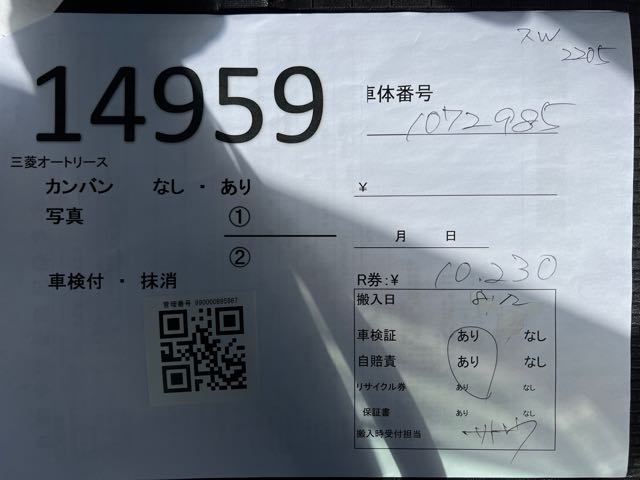 スW
2205
14959
車体番号
1072985
三菱オートリース
カンバン なし ・ あり
¥
写真 ①
②
月 日
車検付 ・ 抹消
R券:¥ 10.230
管理番号
搬入日 8/12
車検証 あり なし
自賠責 あり なし
リサイクル券 あり なし
保証書 あり なし
搬入時受付担当 サトウ